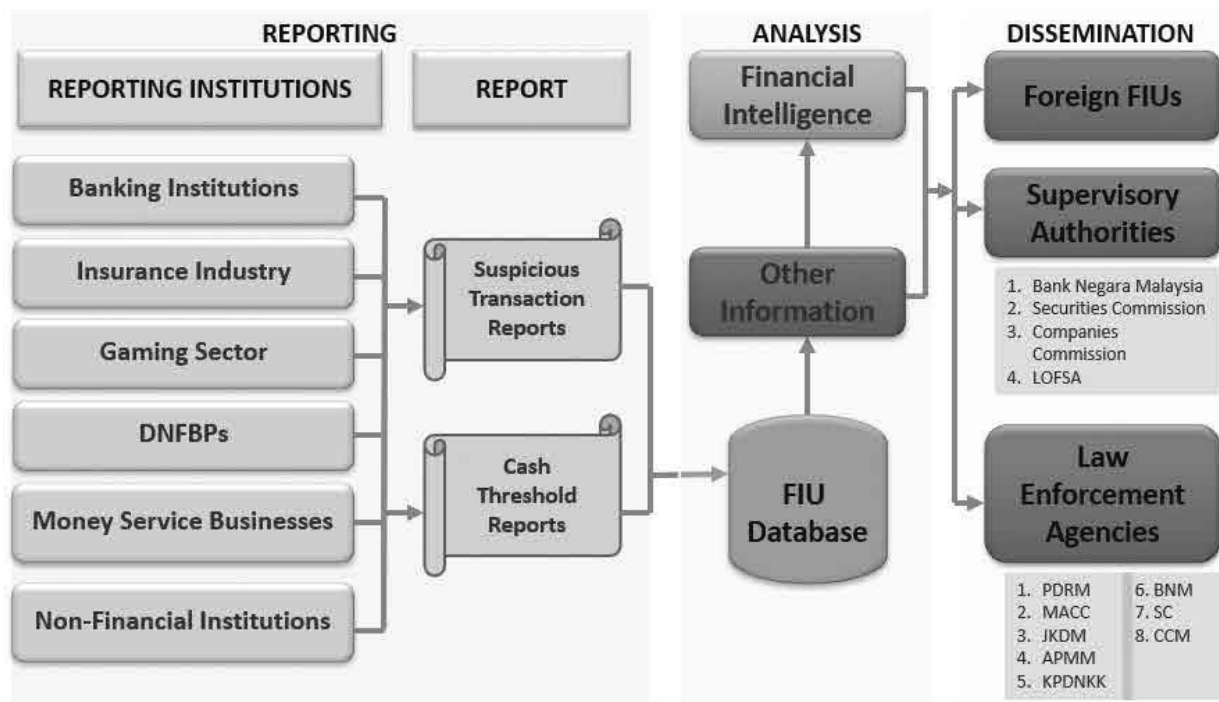 REPORTING
REPORTING INSTITUTIONS
REPORT
Banking Institutions
Insurance Industry
Gaming Sector
DNFBPs
Money Service Businesses
Non-Financial Institutions
Suspicious
Transaction
Reports
Cash
Threshold
Reports
ANALYSIS
Financial
Intelligence
Other
Information
FIU
Database
DISSEMINATION
Foreign FIUs
Supervisory
Authorities
1. Bank Negara Malaysia
2. Securities Commission
3. Companies
Commission
4. LOFSA
Law
Enforcement
Agencies
1. PDRM
2. MACC
3. JKDM
4. APMM
5. KPDNKK
6. BNM
7. SC
8. CCM